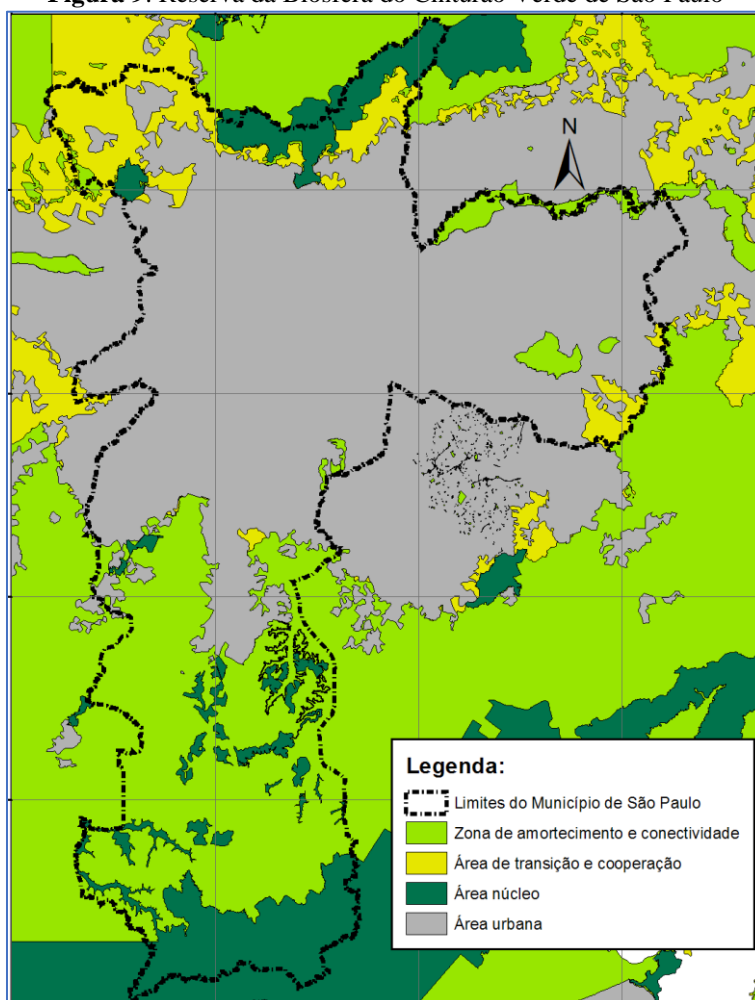 Figura 9. Reserva da Biosfera do Cinturão Verde de São Paulo
N
Legenda:
Limites do Município de São Paulo
Zona de amortecimento e conectividade
Área de transição e cooperação
Área núcleo
Área urbana